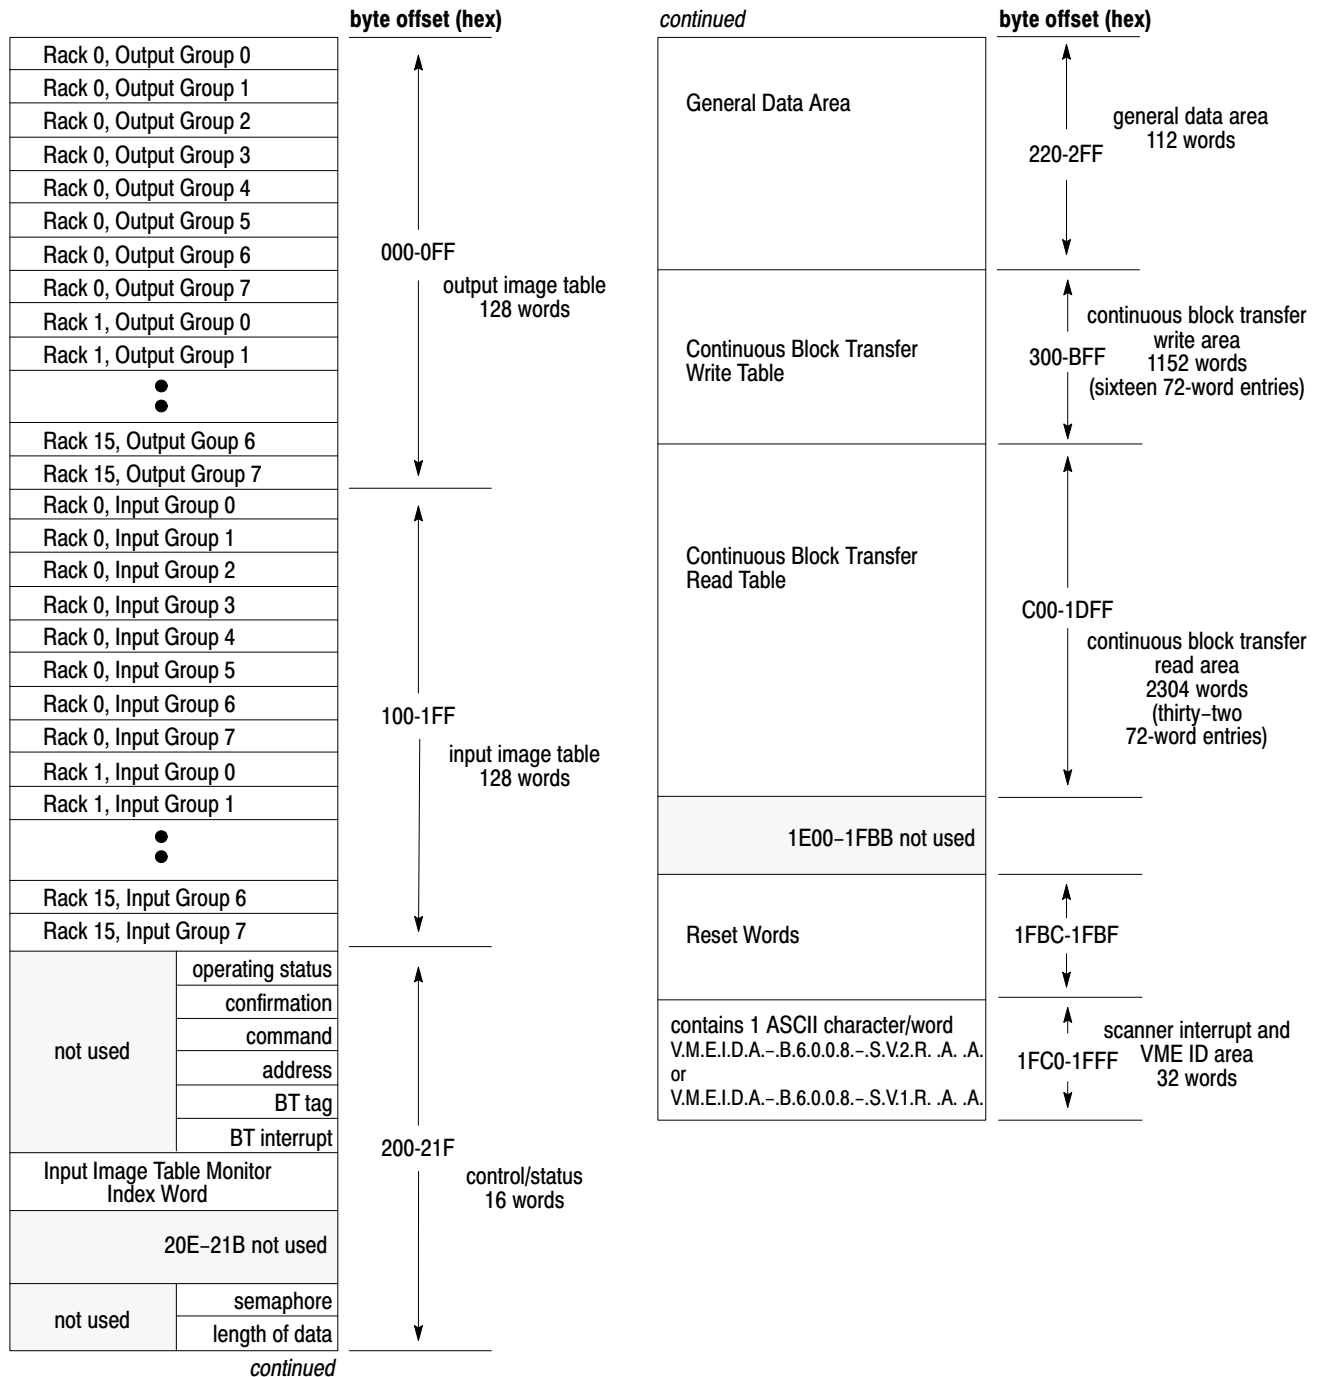 byte offset (hex)
Rack 0, Output Group 0
Rack 0, Output Group 1
Rack 0, Output Group 2
Rack 0, Output Group 3
Rack 0, Output Group 4
Rack 0, Output Group 5
Rack 0, Output Group 6
Rack 0, Output Group 7
Rack 1, Output Group 0
Rack 1, Output Group 1
Rack 15, Output Goup 6
Rack 15, Output Group 7
000-0FF
output image table
128 words
Rack 0, Input Group 0
Rack 0, Input Group 1
Rack 0, Input Group 2
Rack 0, Input Group 3
Rack 0, Input Group 4
Rack 0, Input Group 5
Rack 0, Input Group 6
Rack 0, Input Group 7
Rack 1, Input Group 0
Rack 1, Input Group 1
Rack 15, Input Group 6
Rack 15, Input Group 7
100-1FF
input image table
128 words
not used
operating status
confirmation
command
address
BT tag
BT interrupt
Input Image Table Monitor
Index Word
20E–21B not used
not used
semaphore
length of data
200-21F
control/status
16 words
continued
continued
byte offset (hex)
General Data Area
220-2FF
general data area
112 words
Continuous Block Transfer
Write Table
300-BFF
continuous block transfer
write area
1152 words
(sixteen 72-word entries)
Continuous Block Transfer
Read Table
C00-1DFF
continuous block transfer
read area
2304 words
(thirty–two
72-word entries)
1E00–1FBB not used
Reset Words
1FBC-1FBF
contains 1 ASCII character/word
V.M.E.I.D.A.–.B.6.0.0.8.–.S.V.2.R. .A. .A.
or
V.M.E.I.D.A.–.B.6.0.0.8.–.S.V.1.R. .A. .A.
1FC0-1FFF
scanner interrupt and
VME ID area
32 words